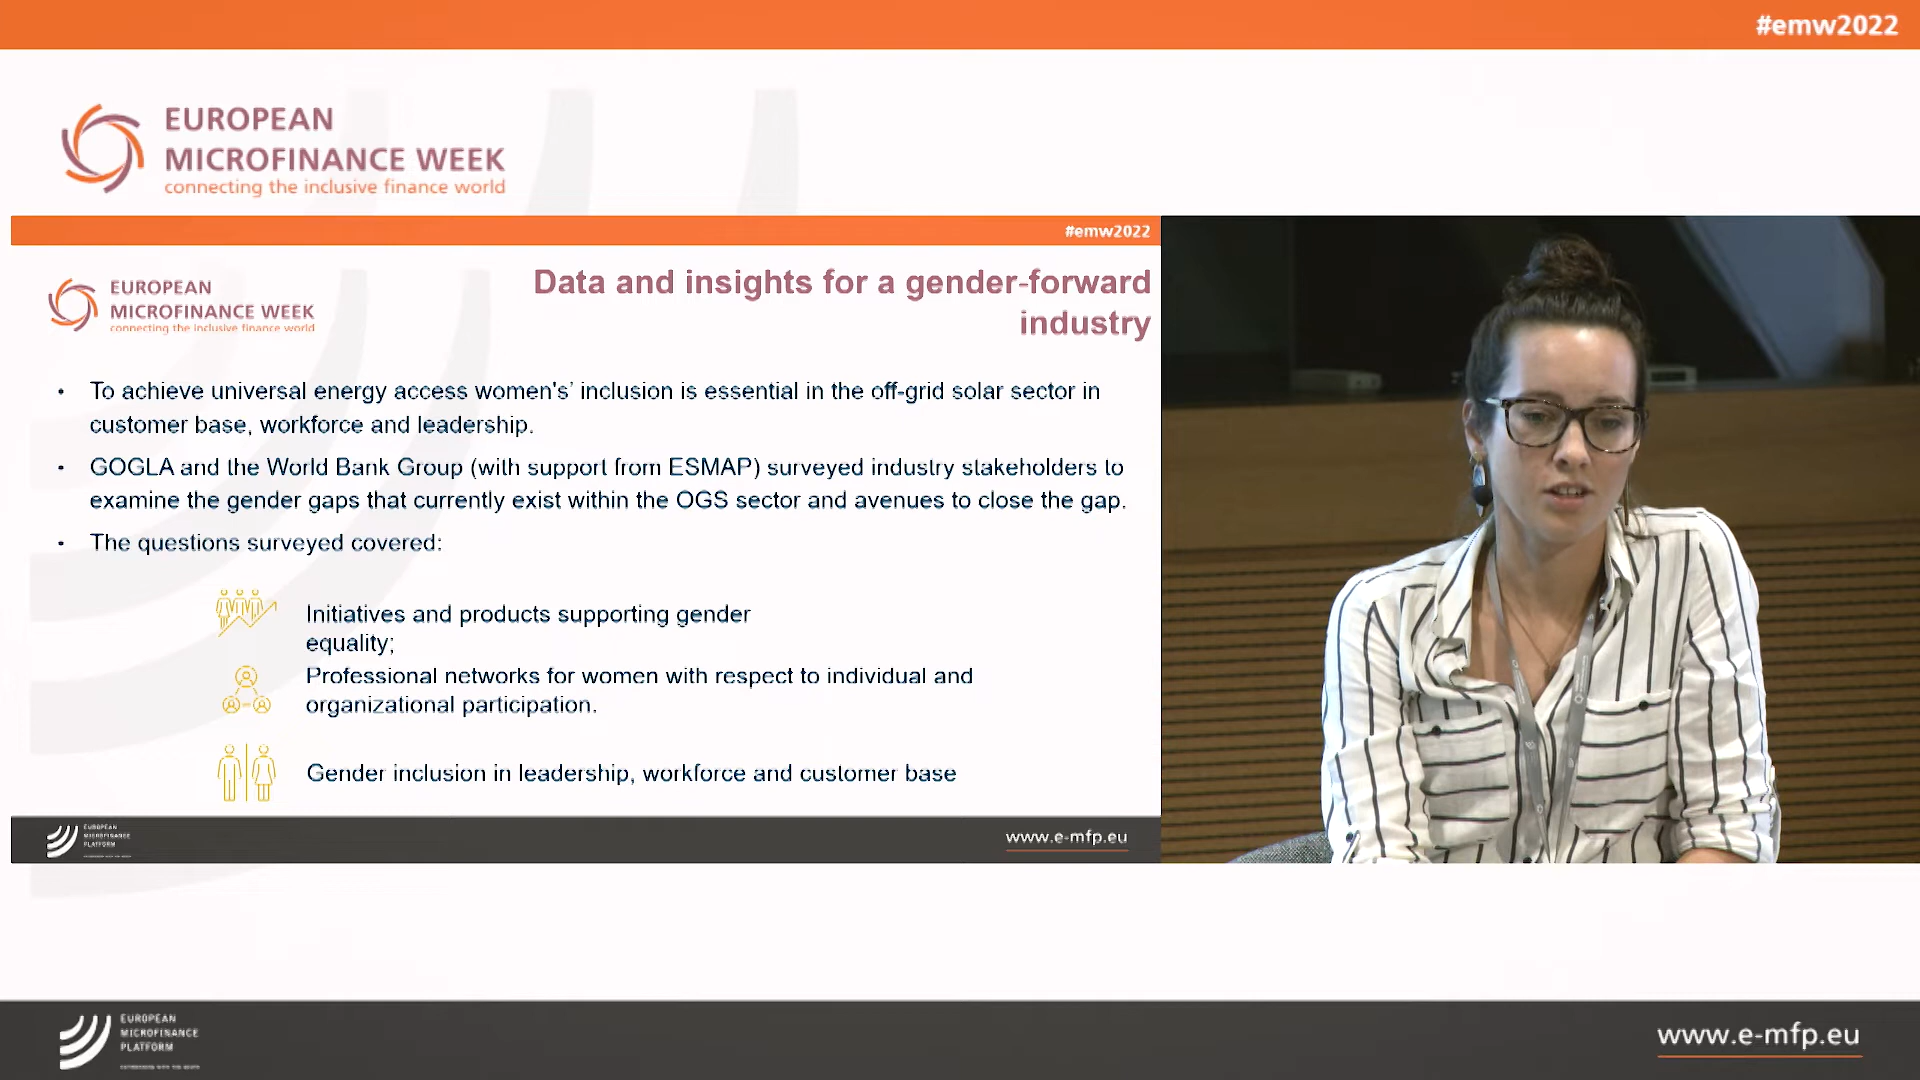 #emw2022
EUROPEAN
MICROFINANCE WEEK
connecting the inclusive finance world
#emw2022
EUROPEAN
MICROFINANCE WEEK
connecting the inclusive finance world
Data and insights for a gender-forward
industry
• To achieve universal energy access women's' inclusion is essential in the off-grid solar sector in
customer base, workforce and leadership.
• GOGLA and the World Bank Group (with support from ESMAP) surveyed industry stakeholders to
examine the gender gaps that currently exist within the OGS sector and avenues to close the gap.
• The questions surveyed covered:
Initiatives and products supporting gender
equality;
Professional networks for women with respect to individual and
organizational participation.
Gender inclusion in leadership, workforce and customer base
EUROPEAN
MICROFINANCE
PLATFORM
www.e-mfp.eu
EUROPEAN
MICROFINANCE
PLATFORM
www.e-mfp.eu